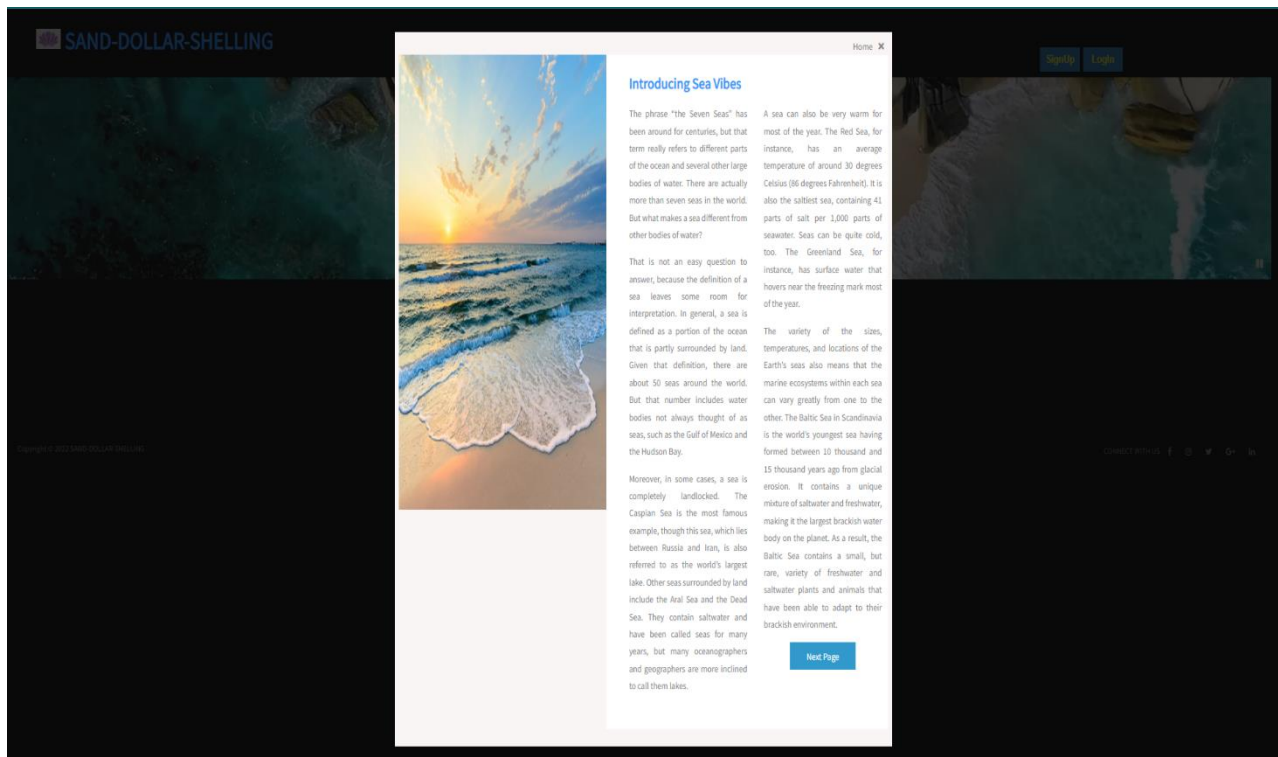 SAND-DOLLAR-SHELLING
Home X
SignUp Login
Introducing Sea Vibes
The phrase "the Seven Seas" has
been around for centuries, but that
term really refers to different parts
of the ocean and several other large
bodies of water. There are actually
more than seven seas in the world.
But what makes a sea different from
other bodies of water?
That is not an easy question to
answer, because the definition of a
sea leaves some room for
interpretation. In general, a sea is
defined as a portion of the ocean
that is partly surrounded by land.
Given that definition, there are
about 50 seas around the world.
But that number includes water
bodies not always thought of as
seas, such as the Gulf of Mexico and
the Hudson Bay.
Moreover, in some cases, a sea is
completely landlocked. The
Caspian Sea is the most famous
example, though this sea, which lies
between Russia and Iran, is also
referred to as the world's largest
lake. Other seas surrounded by land
include the Aral Sea and the Dead
Sea. They contain saltwater and
have been called seas for many
years, but many oceanographers
and geographers are more inclined
to call them lakes.
A sea can also be very warm for
most of the year. The Red Sea, for
instance, has an average
temperature of around 30 degrees
Celsius (86 degrees Fahrenheit). It is
also the saltiest sea, containing 41
parts of salt per 1,000 parts of
seawater. Seas can be quite cold,
too. The Greenland Sea, for
instance, has surface water that
hovers near the freezing mark most
of the year.
The variety of the sizes,
temperatures, and locations of the
Earth's seas also means that the
marine ecosystems within each sea
can vary greatly from one to the
other. The Baltic Sea in Scandinavia
is the world's youngest sea having
formed between 10 thousand and
15 thousand years ago from glacial
erosion. It contains a unique
mixture of saltwater and freshwater,
making it the largest brackish water
body on the planet. As a result, the
Baltic Sea contains a small, but
rare, variety of freshwater and
saltwater plants and animals that
have been able to adapt to their
brackish environment.
Next Page
Copyright © 2022 SAND-DOLLAR-SHELLING
CONNECT WITH US